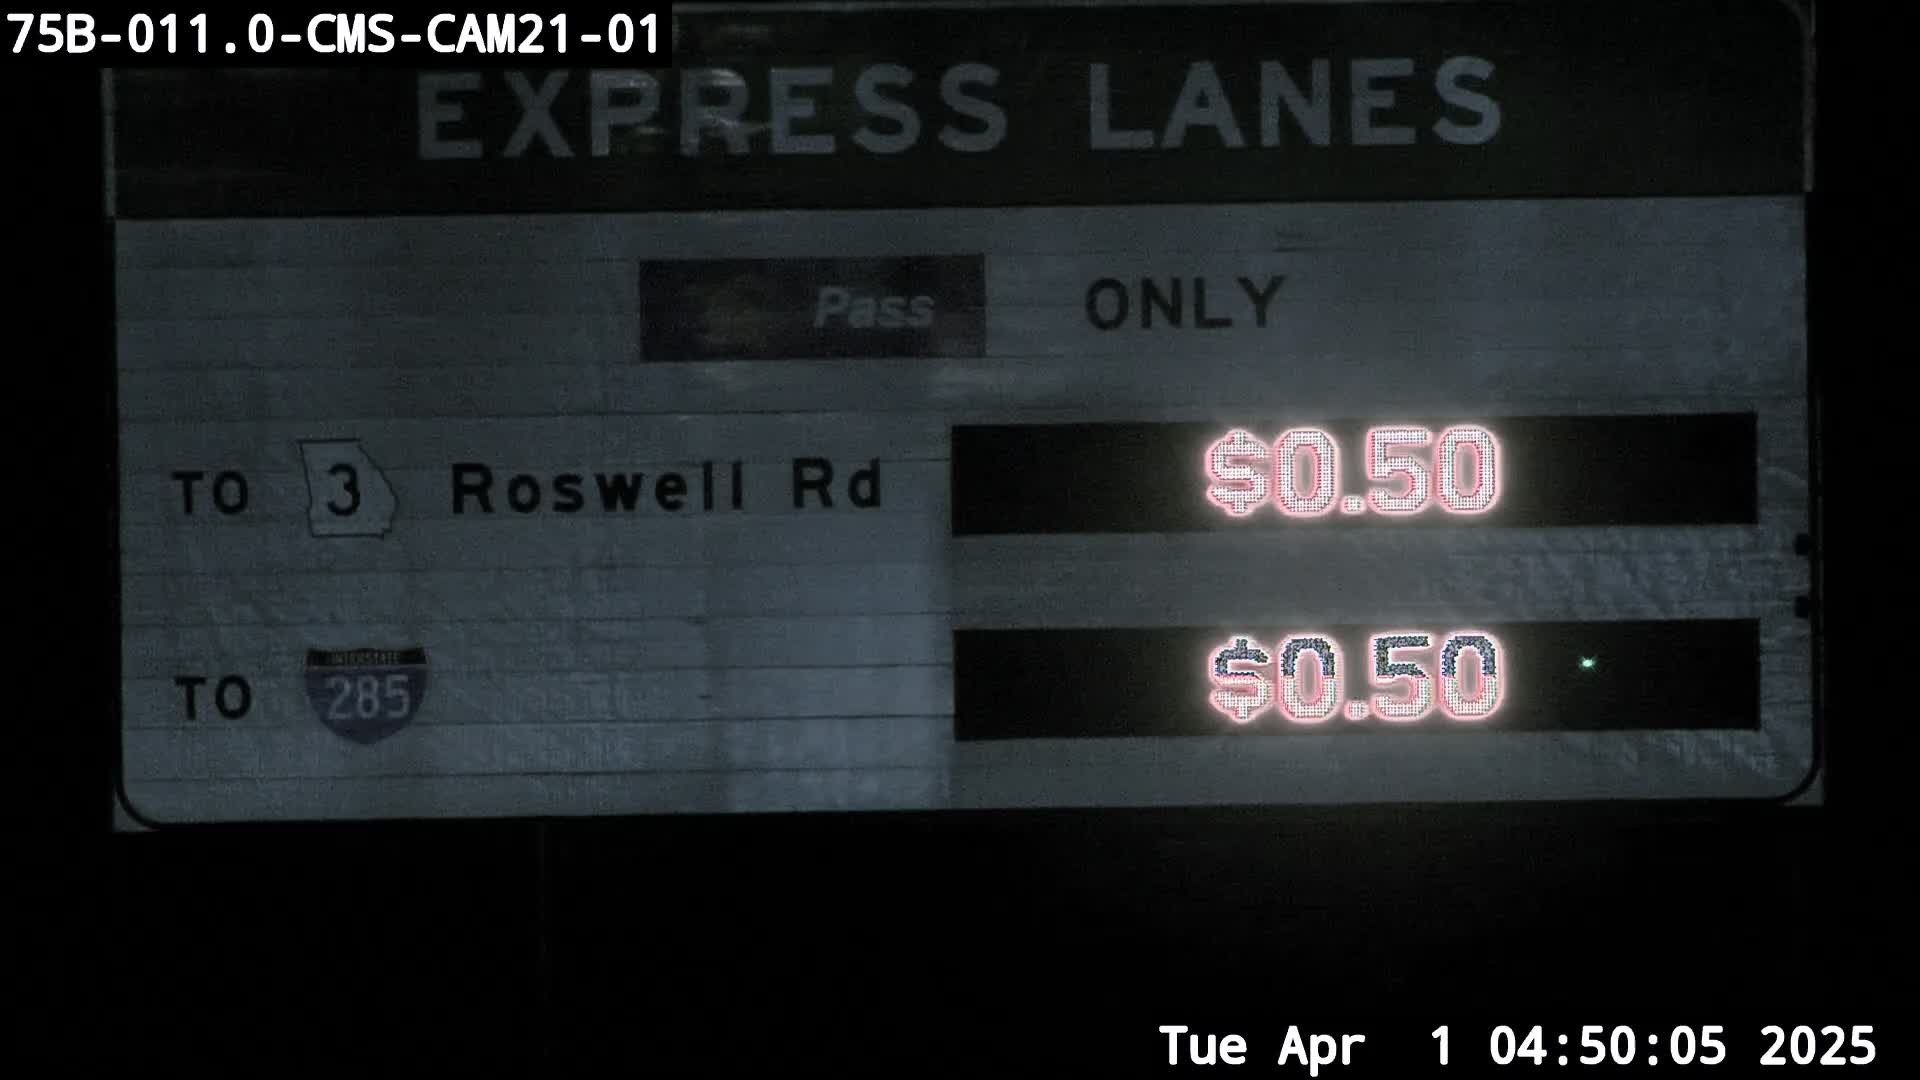 75B-011.0-CMS-CAM21-01
EXPRESS LANES
Pass ONLY
TO 3 Roswell Rd $0.50
TO INTERSTATE 285 $0.50
Tue Apr 1 04:50:05 2025